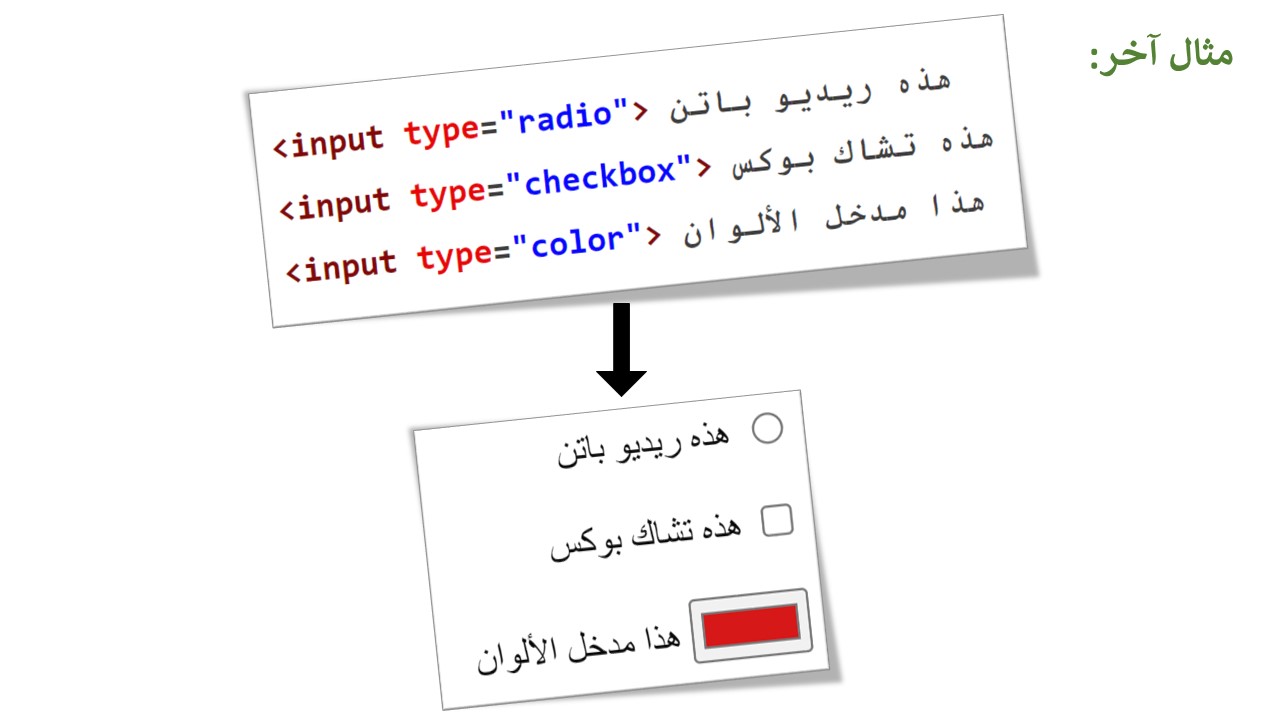 مثال آخر:
<input type="radio"> هذه ريديو باتن
<input type="checkbox"> هذه تشاك بوكس
<input type="color"> هذا مدخل الألوان
هذه ريديو باتن
هذه تشاك بوكس
هذا مدخل الألوان